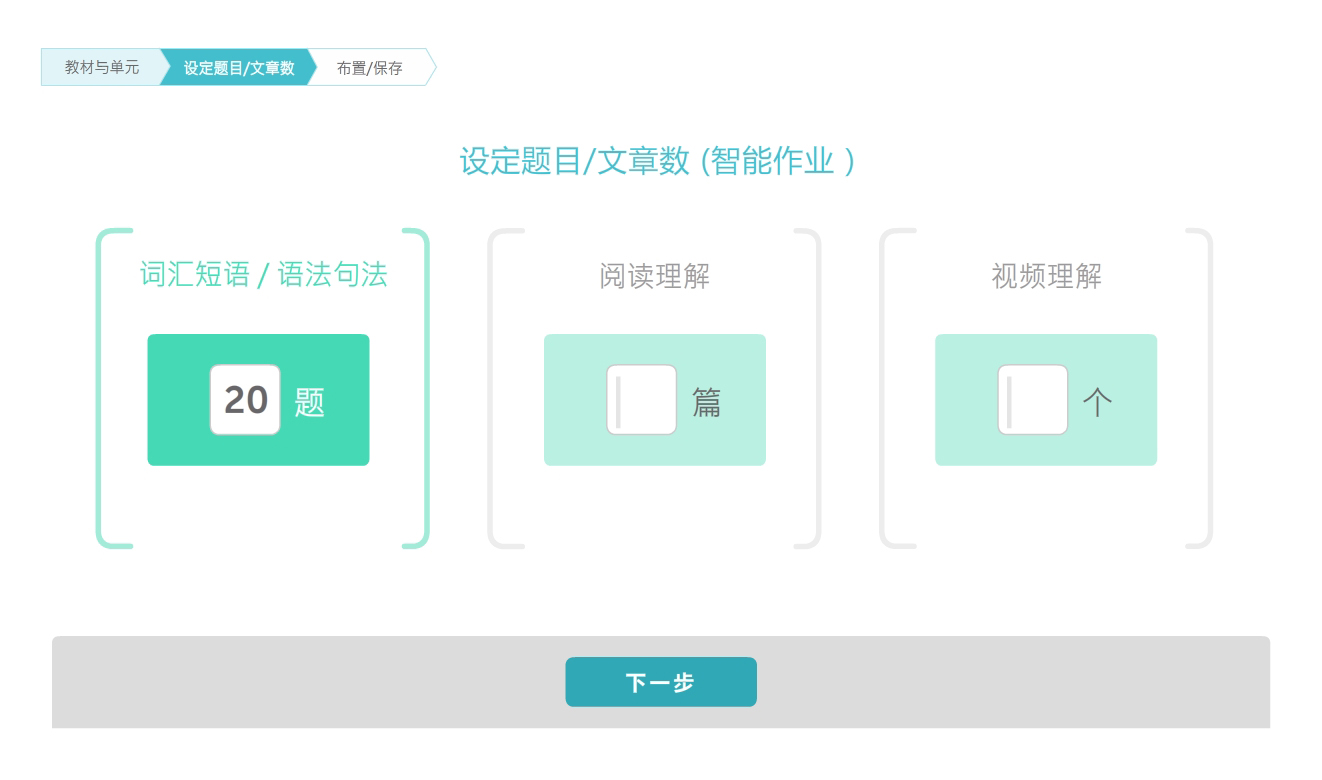 教材与单元
设定题目/文章数
布置/保存
设定题目/文章数 (智能作业 )
词汇短语 / 语法句法
20 题
阅读理解
篇
视频理解
个
下一步